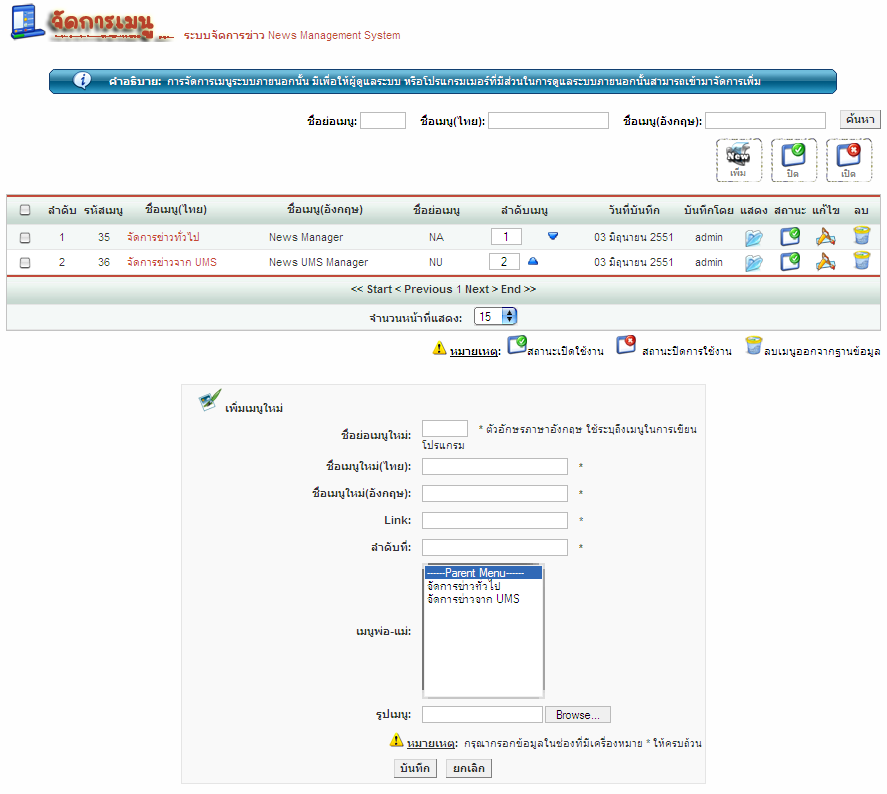 จัดการเมนู ระบบจัดการข่าว News Management System
คำอธิบาย: การจัดการเมนูระบบภายนอกนั้น มีเพื่อให้ผู้ดูแลระบบ หรือโปรแกรมเมอร์ที่มีส่วนในการดูแลระบบภายนอกนั้นสามารถเข้ามาจัดการเพิ่ม
ชื่อย่อเมนู: ชื่อเมนู(ไทย): ชื่อเมนู(อังกฤษ): ค้นหา
New
เพิ่ม ปิด เปิด
ลำดับ รหัสเมนู ชื่อเมนู(ไทย) ชื่อเมนู(อังกฤษ) ชื่อย่อเมนู ลำดับเมนู วันที่บันทึก บันทึกโดย แสดง สถานะ แก้ไข ลบ
1 35 จัดการข่าวทั่วไป News Manager NA 1 03 มิถุนายน 2551 admin
2 36 จัดการข่าวจาก UMS News UMS Manager NU 2 03 มิถุนายน 2551 admin
<< Start < Previous 1 Next > End >>
จำนวนหน้าที่แสดง: 15
หมายเหตุ: สถานะเปิดใช้งาน สถานะปิดการใช้งาน ลบเมนูออกจากฐานข้อมูล
เพิ่มเมนูใหม่
ชื่อย่อเมนูใหม่: * ตัวอักษรภาษาอังกฤษ ใช้ระบุถึงเมนูในการเขียน
โปรแกรม
ชื่อเมนูใหม่(ไทย): *
ชื่อเมนูใหม่(อังกฤษ): *
Link: *
ลำดับที่: *
------Parent Menu------
จัดการข่าวทั่วไป
จัดการข่าวจาก UMS
เมนูพ่อ-แม่:
รูปเมนู: Browse...
หมายเหตุ: กรุณากรอกข้อมูลในช่องที่มีเครื่องหมาย * ให้ครบถ้วน
บันทึก ยกเลิก